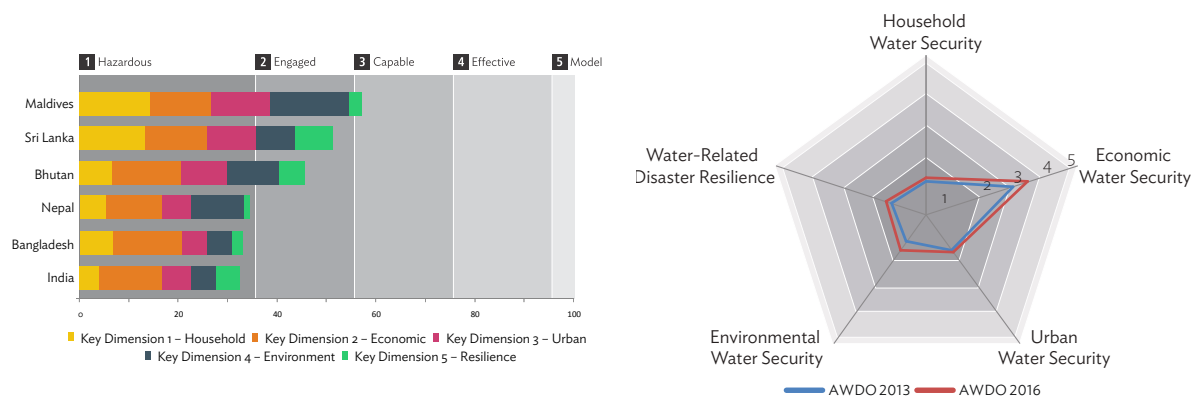 1 Hazardous 2 Engaged 3 Capable 4 Effective 5 Model
Maldives
Sri Lanka
Bhutan
Nepal
Bangladesh
India
0 20 40 60 80 100
Key Dimension 1 – Household Key Dimension 2 – Economic Key Dimension 3 – Urban
Key Dimension 4 – Environment Key Dimension 5 – Resilience
Household
Water Security
Water-Related
Disaster Resilience
Economic
Water Security
1 2 3 4 5
Environmental
Water Security
Urban
Water Security
AWDO 2013 AWDO 2016